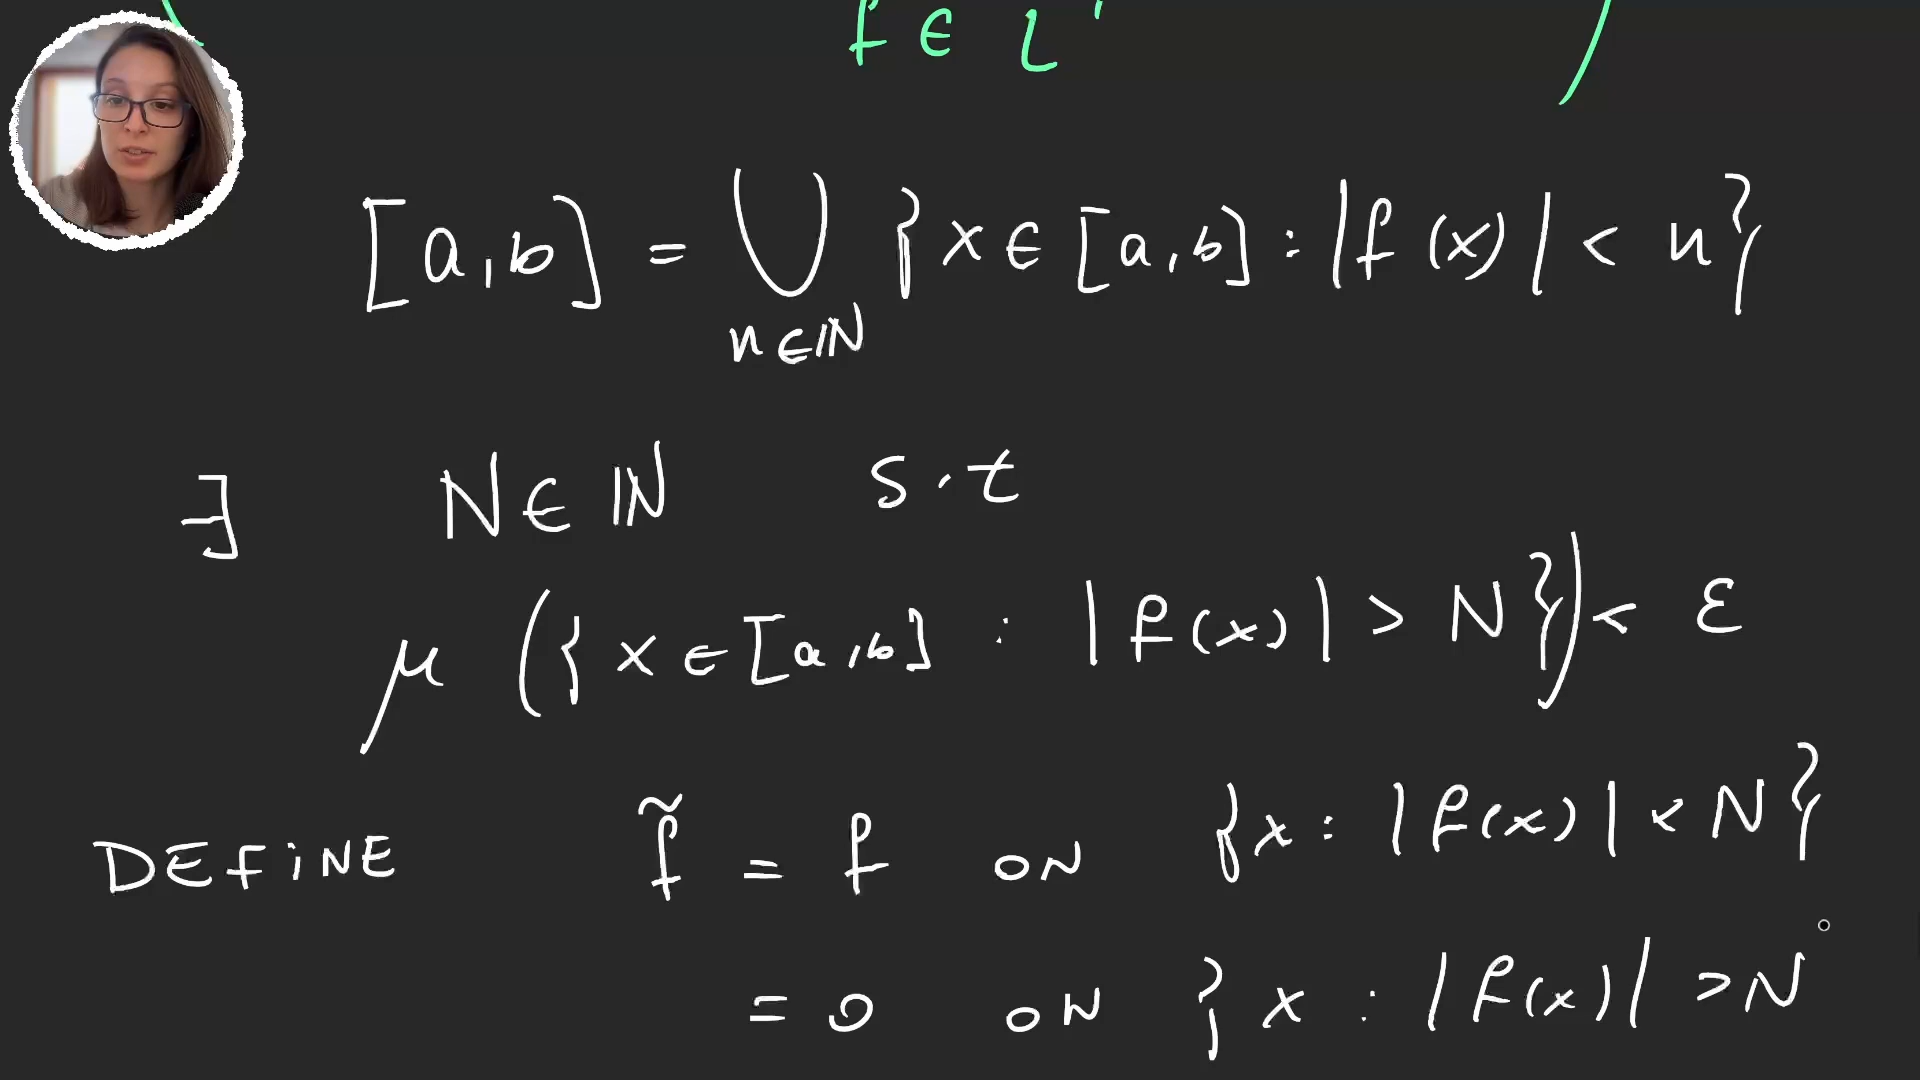 f ∈ L¹ )
[a,b] = ⋃ {x ∈ [a,b] : |f(x)| < n}
n ∈ ℕ
∃ N ∈ ℕ s.t
μ ({x ∈ [a,b] : |f(x)| > N}) < ε
DEFINE f̃ = f ON {x : |f(x)| < N}
= 0 ON {x : |f(x)| > N